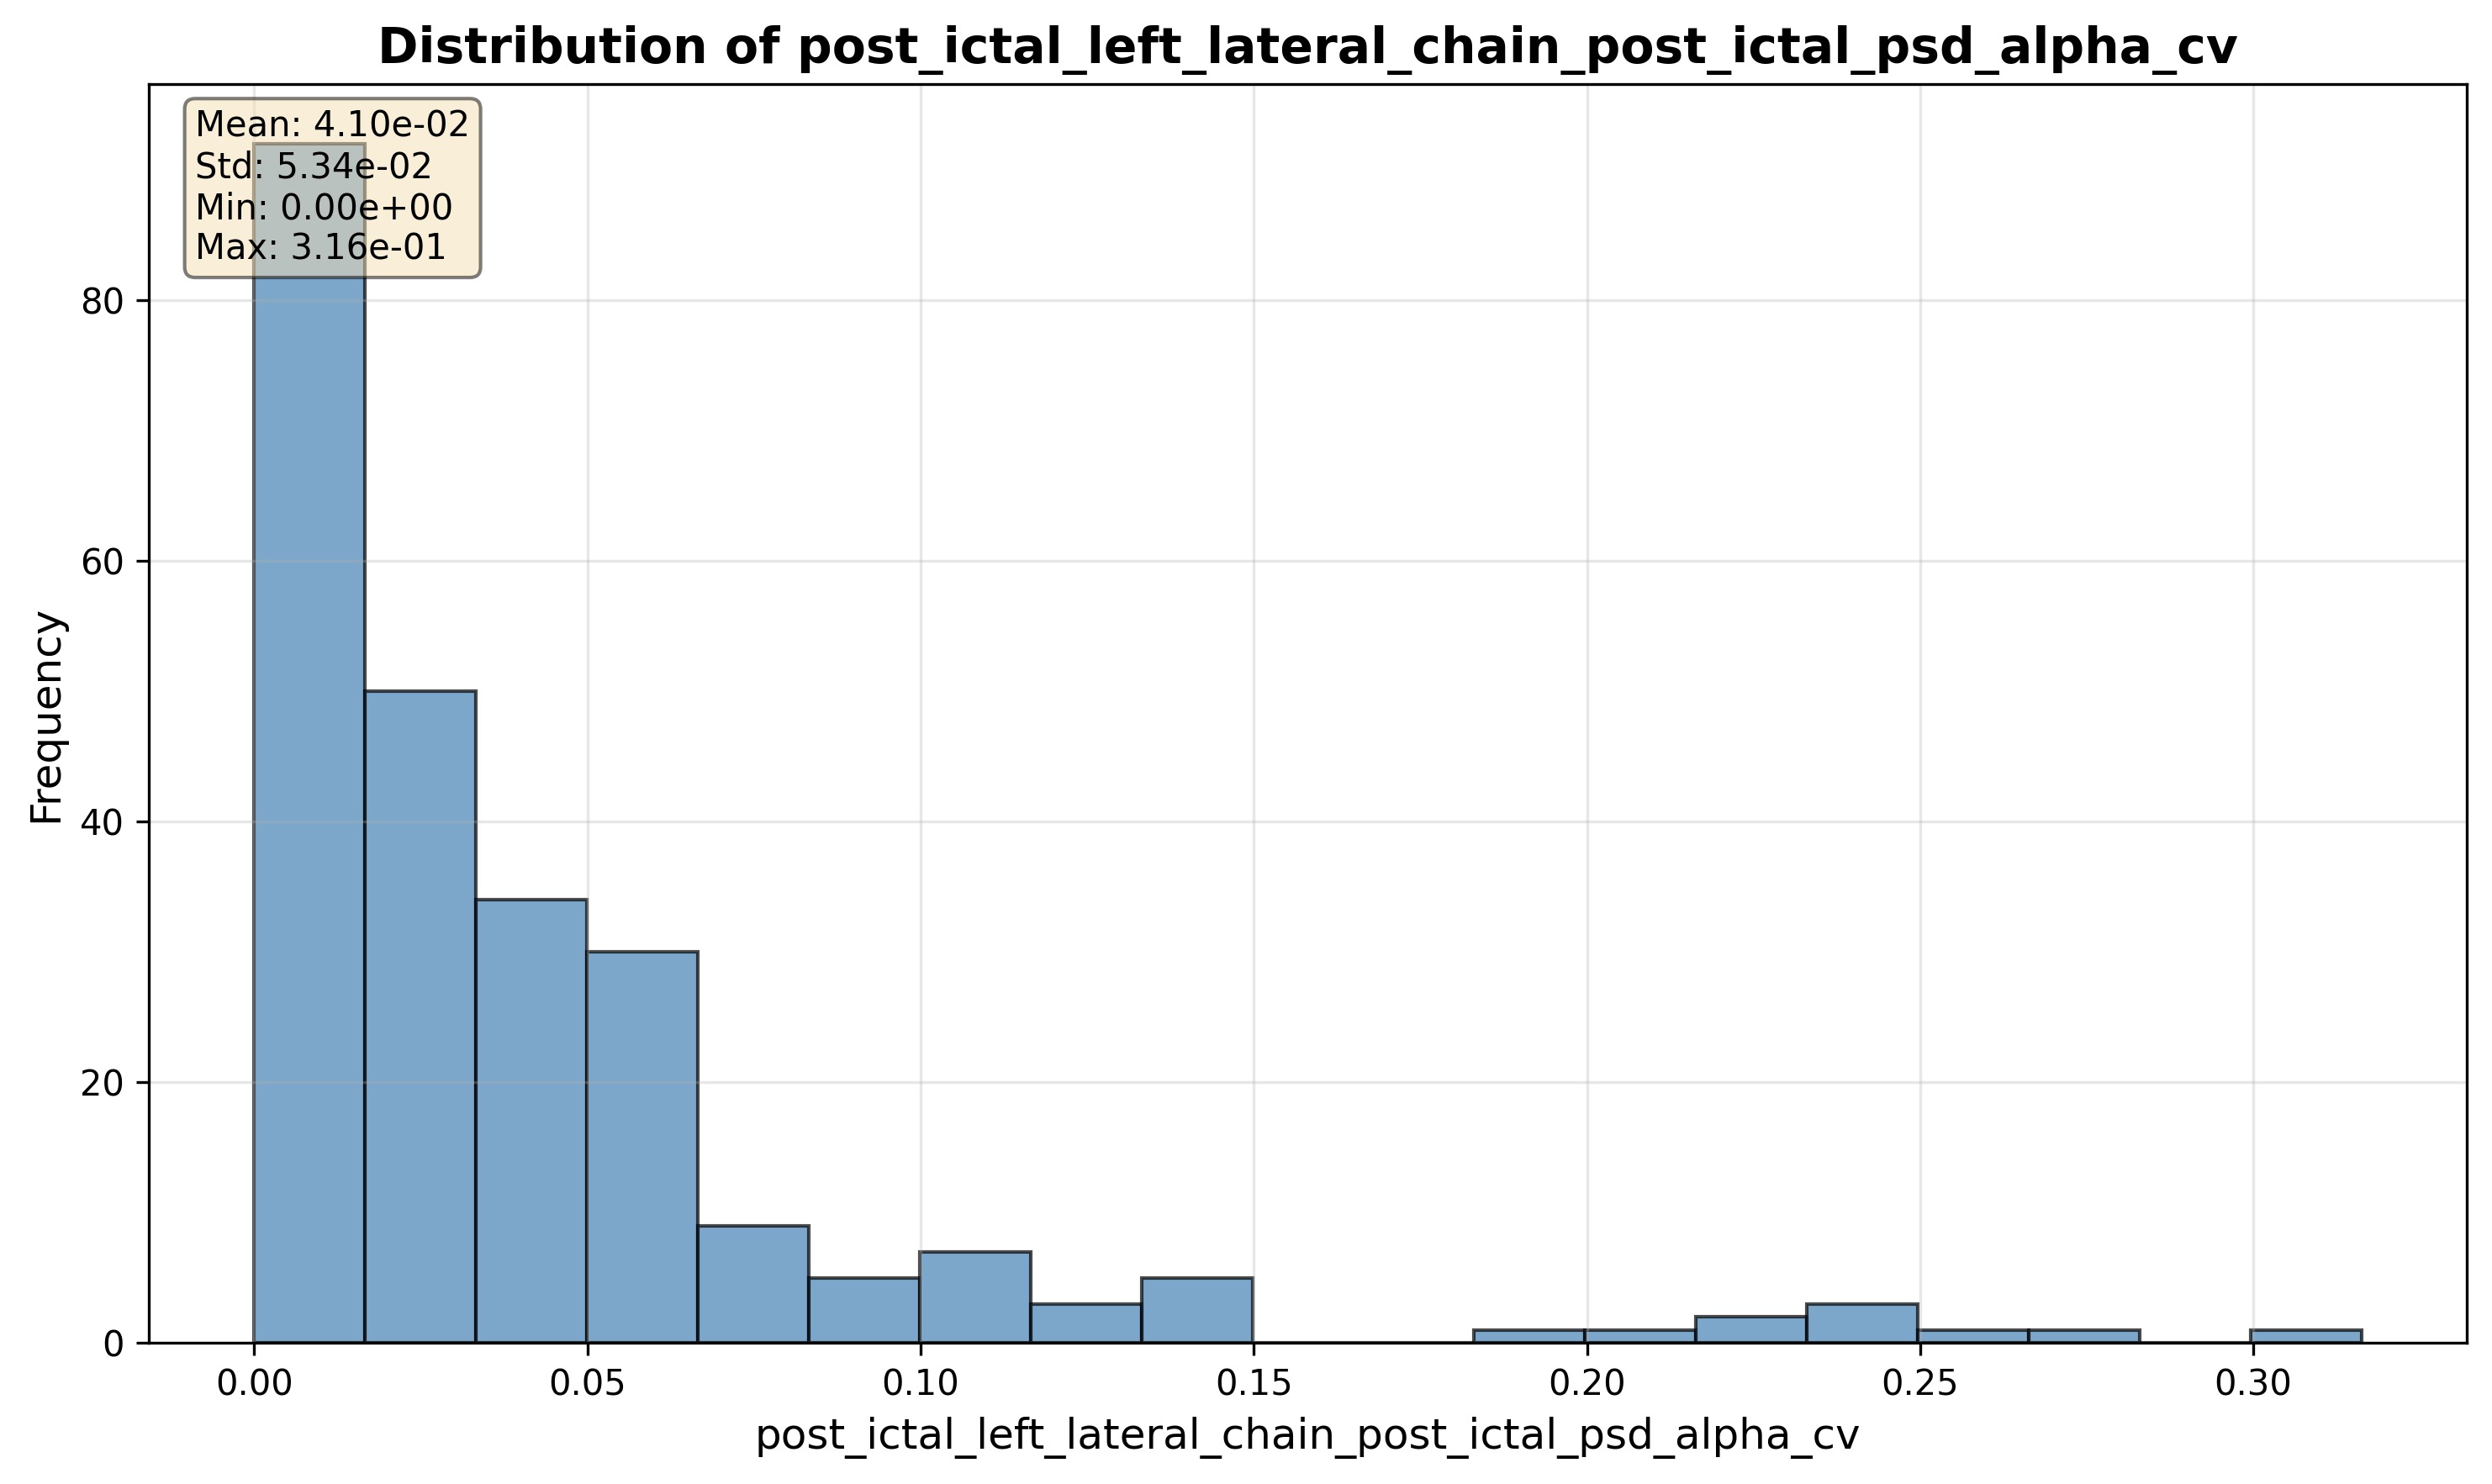 Distribution of post_ictal_left_lateral_chain_post_ictal_psd_alpha_cv
Mean: 4.10e-02
Std: 5.34e-02
Min: 0.00e+00
Max: 3.16e-01
80
60
40
20
0
Frequency
0.00 0.05 0.10 0.15 0.20 0.25 0.30
post_ictal_left_lateral_chain_post_ictal_psd_alpha_cv